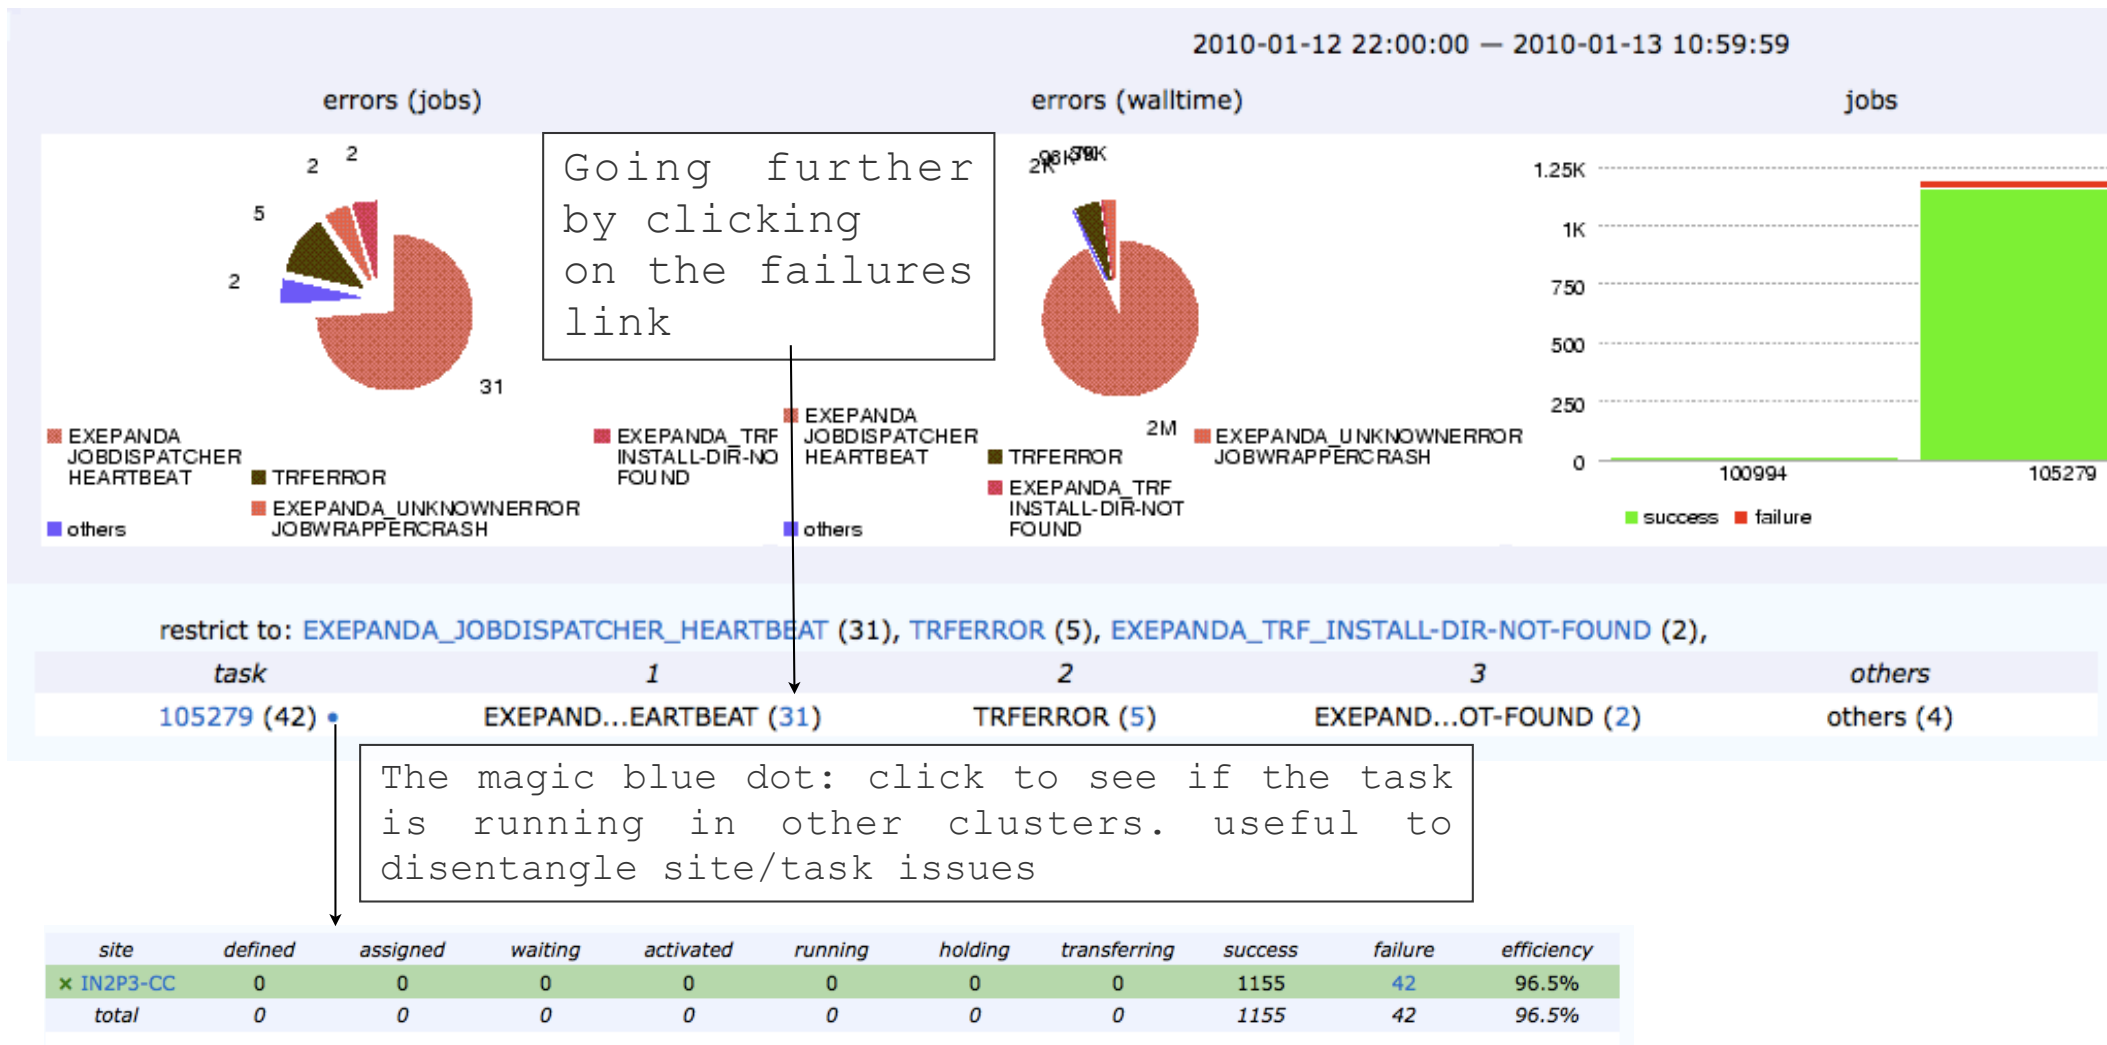 2010-01-12 22:00:00 — 2010-01-13 10:59:59
errors (jobs)
errors (walltime)
jobs
2
2
5
2
31
EXEPANDA
JOBDISPATCHER
HEARTBEAT
TRFERROR
EXEPANDA_UNKNOWNERROR
JOBWRAPPERCRASH
EXEPANDA_TRF
INSTALL-DIR-NO
FOUND
others
Going further
by clicking
on the failures
link
2K
2M
EXEPANDA
JOBDISPATCHER
HEARTBEAT
TRFERROR
EXEPANDA_TRF
INSTALL-DIR-NOT
FOUND
EXEPANDA_UNKNOWNERROR
JOBWRAPPERCRASH
others
1.25K
1K
750
500
250
0
100994
105279
success
failure
restrict to: EXEPANDA_JOBDISPATCHER_HEARTBEAT (31), TRFERROR (5), EXEPANDA_TRF_INSTALL-DIR-NOT-FOUND (2),
task 1 2 3 others
105279 (42) • EXEPAND...EARTBEAT (31) TRFERROR (5) EXEPAND...OT-FOUND (2) others (4)
The magic blue dot: click to see if the task
is running in other clusters. useful to
disentangle site/task issues
site defined assigned waiting activated running holding transferring success failure efficiency
× IN2P3-CC 0 0 0 0 0 0 0 1155 42 96.5%
total 0 0 0 0 0 0 0 1155 42 96.5%